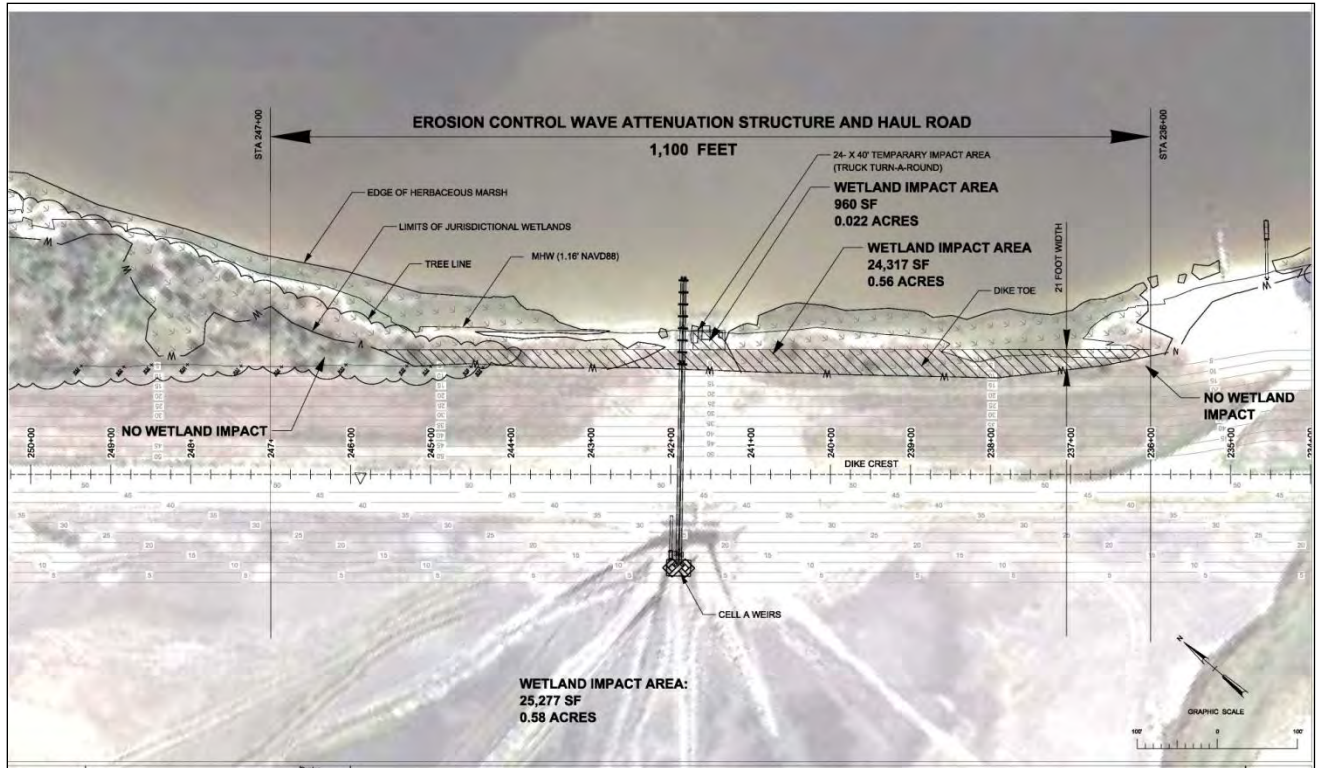 STA 247+00
EROSION CONTROL WAVE ATTENUATION STRUCTURE AND HAUL ROAD
1,100 FEET
STA 236+00
24- X 40' TEMPARARY IMPACT AREA
(TRUCK TURN-A-ROUND)
WETLAND IMPACT AREA
960 SF
0.022 ACRES
EDGE OF HERBACEOUS MARSH
LIMITS OF JURISDICTIONAL WETLANDS
TREE LINE
MHW (1.16' NAVD88)
WETLAND IMPACT AREA
24,317 SF
0.56 ACRES
21 FOOT WIDTH
DIKE TOE
NO WETLAND IMPACT
NO WETLAND
IMPACT
250+00
249+00
248+
247+
246+00
245+00
244+00
243+00
242+00
241+00
240+00
239+00
238+00
237+00
236+00
235+00
234+00
DIKE CREST
CELL A WEIRS
WETLAND IMPACT AREA:
25,277 SF
0.58 ACRES
N
GRAPHIC SCALE
100'
0
100'